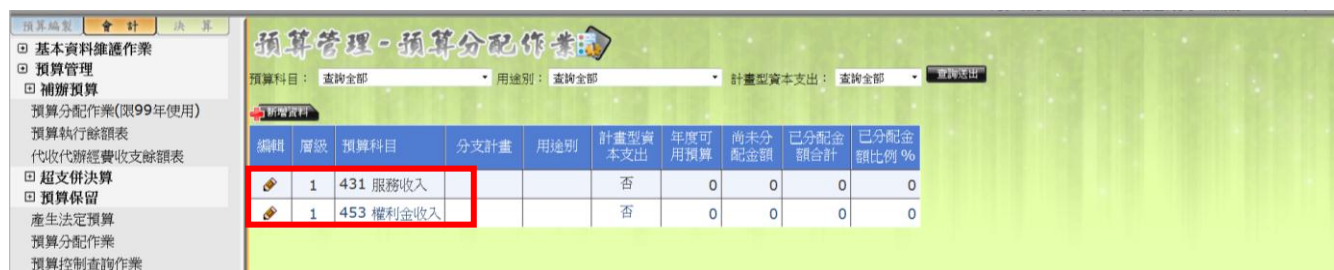 預算編製 會 計 決 算
基本資料維護作業
預算管理
補辦預算
預算分配作業(限99年使用)
預算執行餘額表
代收代辦經費收支餘額表
超支併決算
預算保留
產生法定預算
預算分配作業
預算控制查詢作業
預算管理-預算分配作業
預算科目： 查詢全部 用途別： 查詢全部 計畫型資本支出： 查詢全部 查詢送出
新增資料
編輯 層級 預算科目 分支計畫 用途別 計畫型資本支出 年度可用預算 尚未分配金額 已分配金額合計 已分配金額比例 %
1 431 服務收入 否 0 0 0 0
1 453 權利金收入 否 0 0 0 0